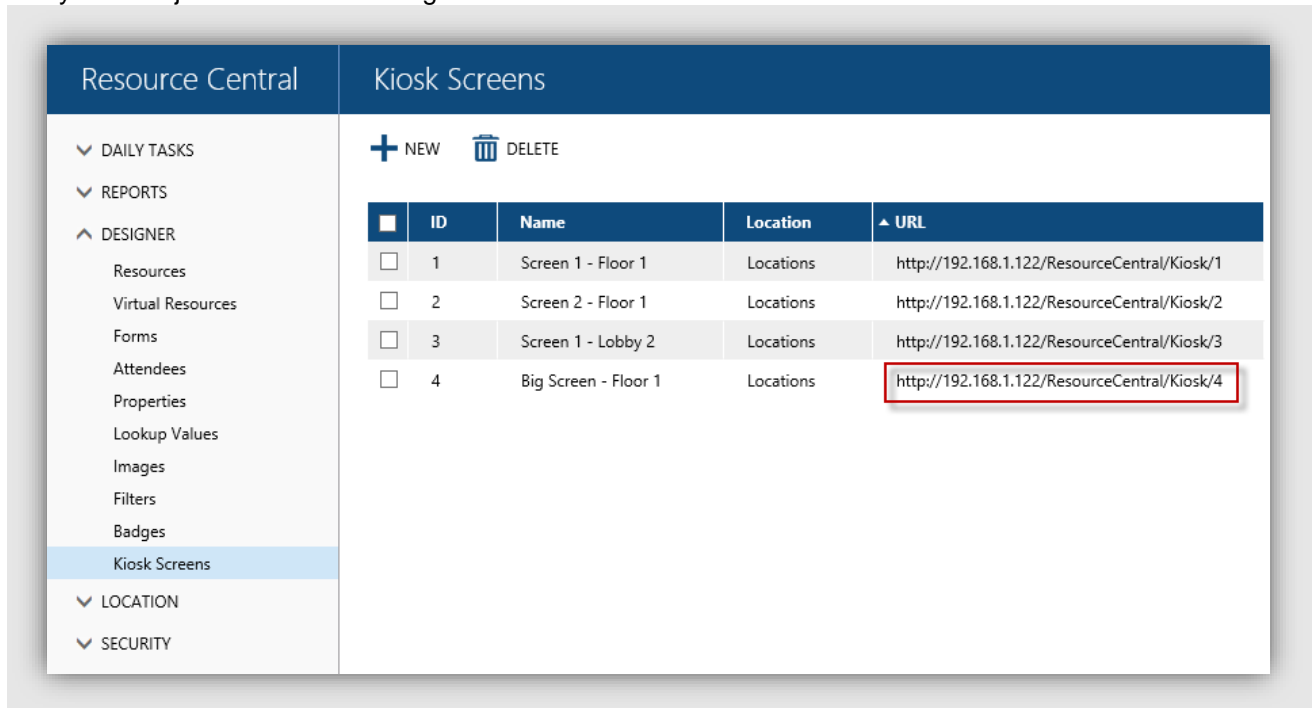 Resource Central
Kiosk Screens
DAILY TASKS
REPORTS
DESIGNER
Resources
Virtual Resources
Forms
Attendees
Properties
Lookup Values
Images
Filters
Badges
Kiosk Screens
LOCATION
SECURITY
NEW DELETE
ID Name Location URL
1 Screen 1 - Floor 1 Locations http://192.168.1.122/ResourceCentral/Kiosk/1
2 Screen 2 - Floor 1 Locations http://192.168.1.122/ResourceCentral/Kiosk/2
3 Screen 1 - Lobby 2 Locations http://192.168.1.122/ResourceCentral/Kiosk/3
4 Big Screen - Floor 1 Locations http://192.168.1.122/ResourceCentral/Kiosk/4